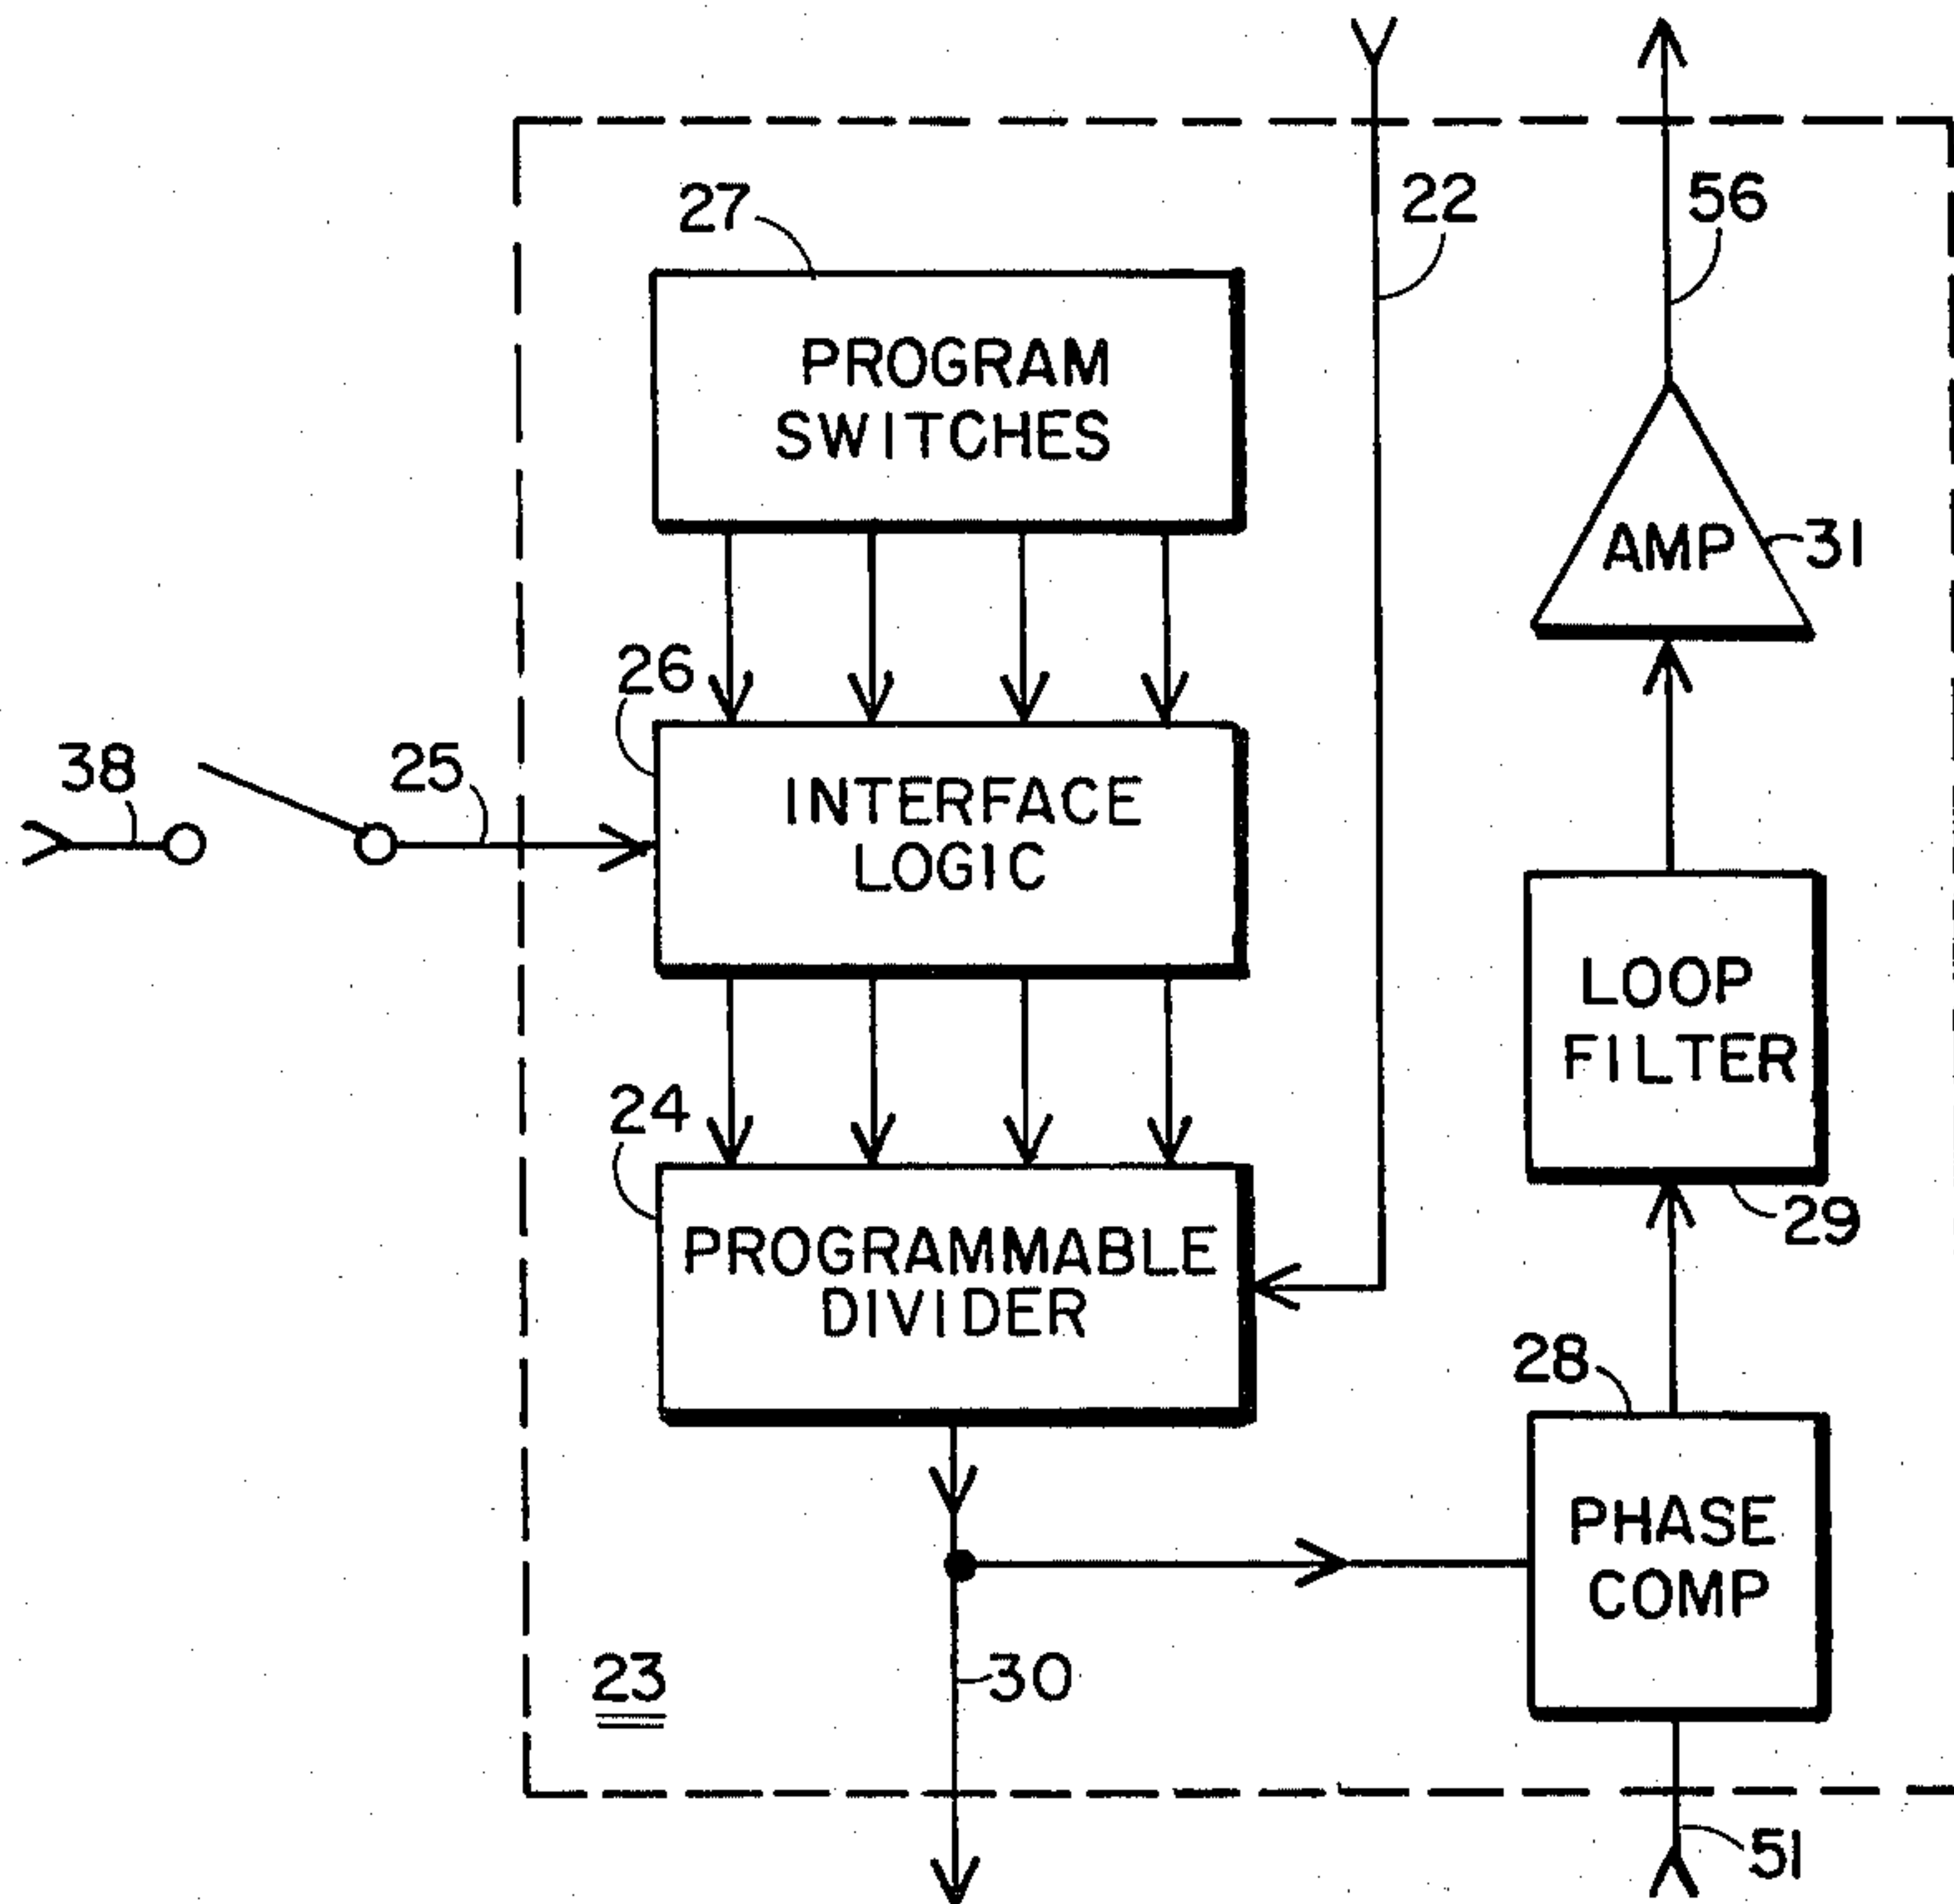 27
22
56
PROGRAM
SWITCHES
AMP
31
26
38
25
INTERFACE
LOGIC
LOOP
FILTER
24
29
PROGRAMMABLE
DIVIDER
28
PHASE
COMP
23
30
51